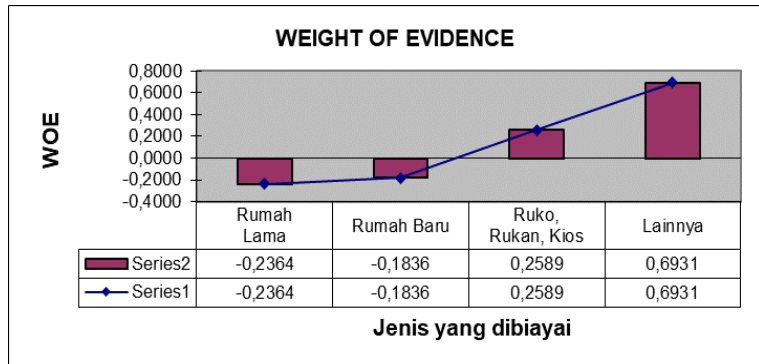 WEIGHT OF EVIDENCE
WOE
0,8000
0,6000
0,4000
0,2000
0,0000
-0,2000
-0,4000
Rumah Lama Rumah Baru Ruko, Rukan, Kios Lainnya
Series2 -0,2364 -0,1836 0,2589 0,6931
Series1 -0,2364 -0,1836 0,2589 0,6931
Jenis yang dibiayai